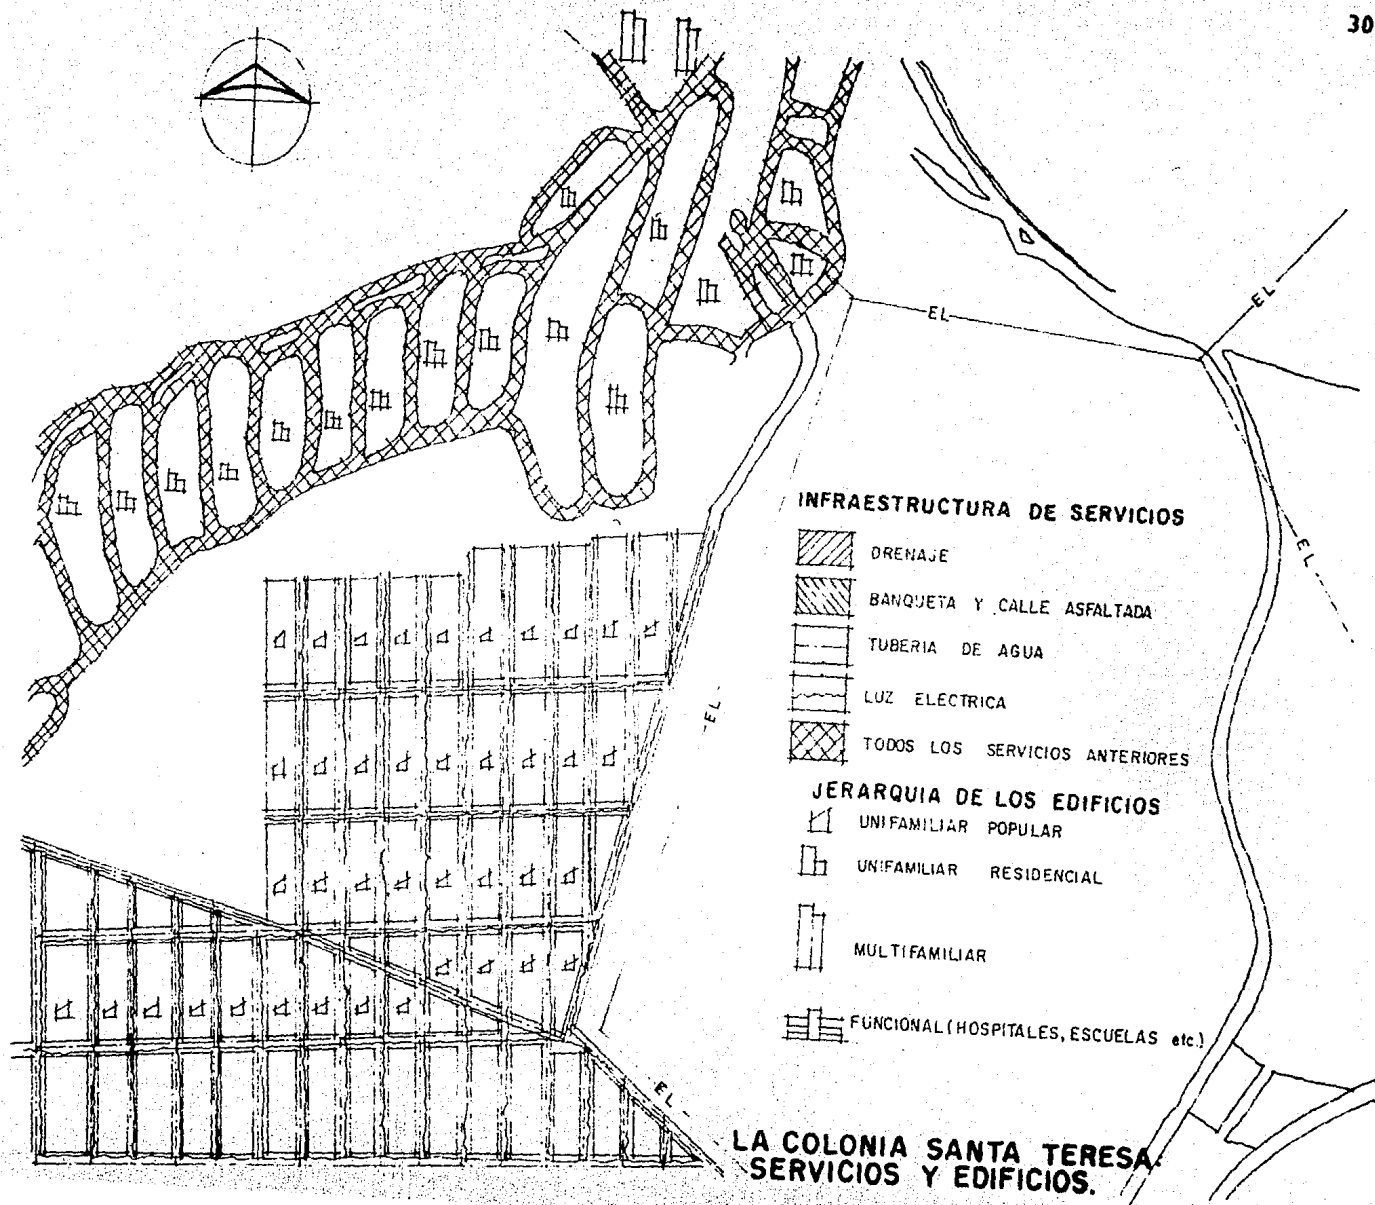 30
EL
EL
INFRAESTRUCTURA DE SERVICIOS
DRENAJE
BANQUETA Y CALLE ASFALTADA
TUBERIA DE AGUA
EL
LUZ ELECTRICA
EL
TODOS LOS SERVICIOS ANTERIORES
JERARQUIA DE LOS EDIFICIOS
UNIFAMILIAR POPULAR
UNIFAMILIAR RESIDENCIAL
MULTIFAMILIAR
FUNCIONAL (HOSPITALES, ESCUELAS etc.)
EL
LA COLONIA SANTA TERESA.
SERVICIOS Y EDIFICIOS.